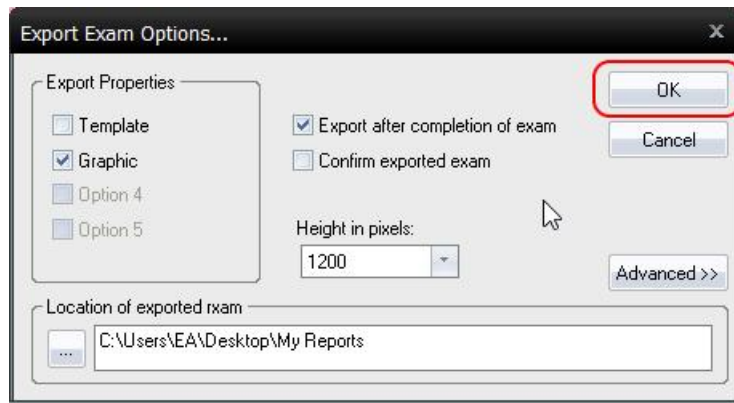 Export Exam Options...
x
Export Properties
Template
Graphic
Option 4
Option 5
Export after completion of exam
Confirm exported exam
Height in pixels:
1200
OK
Cancel
Advanced >>
Location of exported rxam
...
C:\Users\EA\Desktop\My Reports